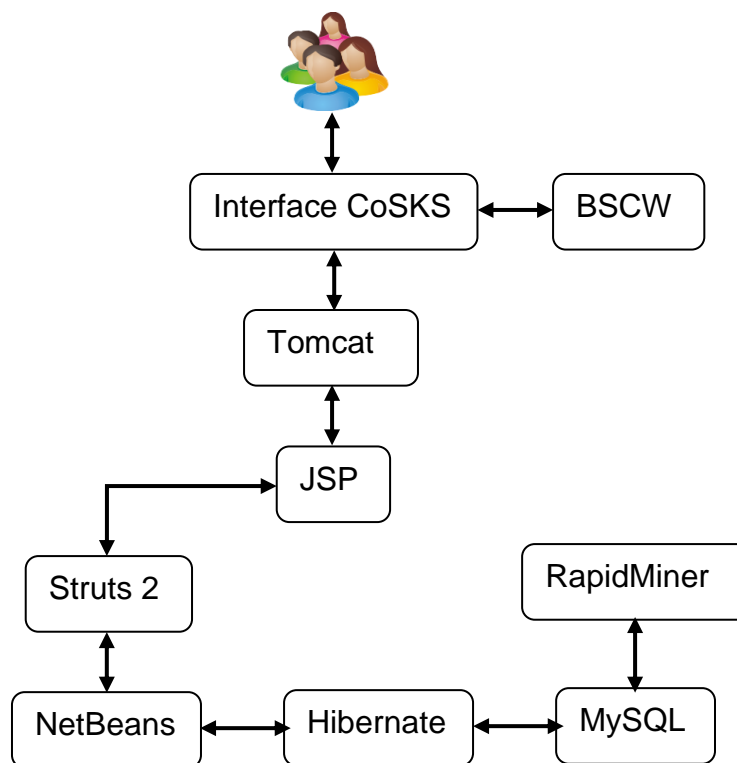 Interface CoSKS
BSCW
Tomcat
JSP
Struts 2
RapidMiner
NetBeans
Hibernate
MySQL